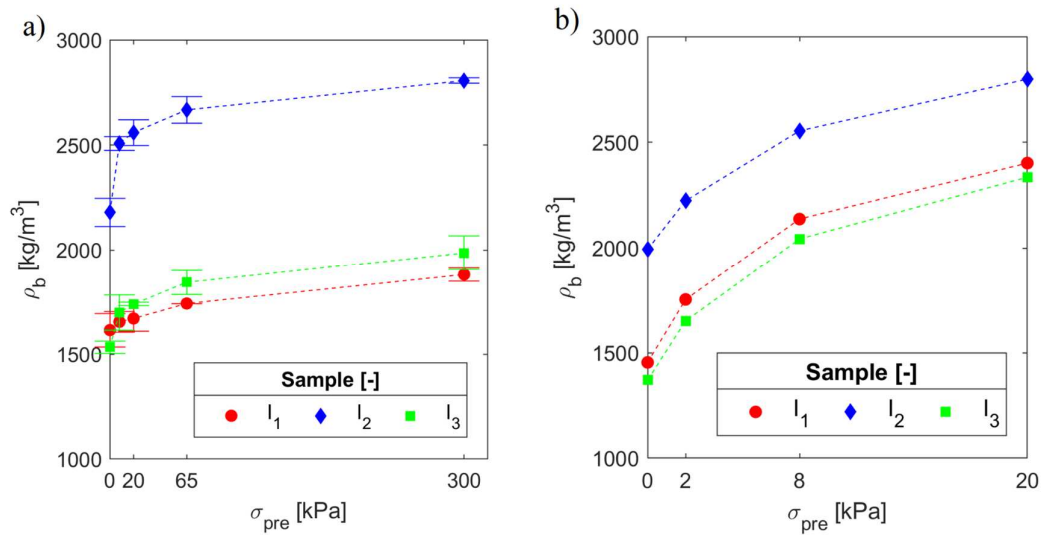 a)
3000
2500
2000
1500
1000
ρb [kg/m³]
0 20 65 300
σpre [kPa]
Sample [-]
I1 I2 I3
b)
3000
2500
2000
1500
1000
ρb [kg/m³]
0 2 8 20
σpre [kPa]
Sample [-]
I1 I2 I3